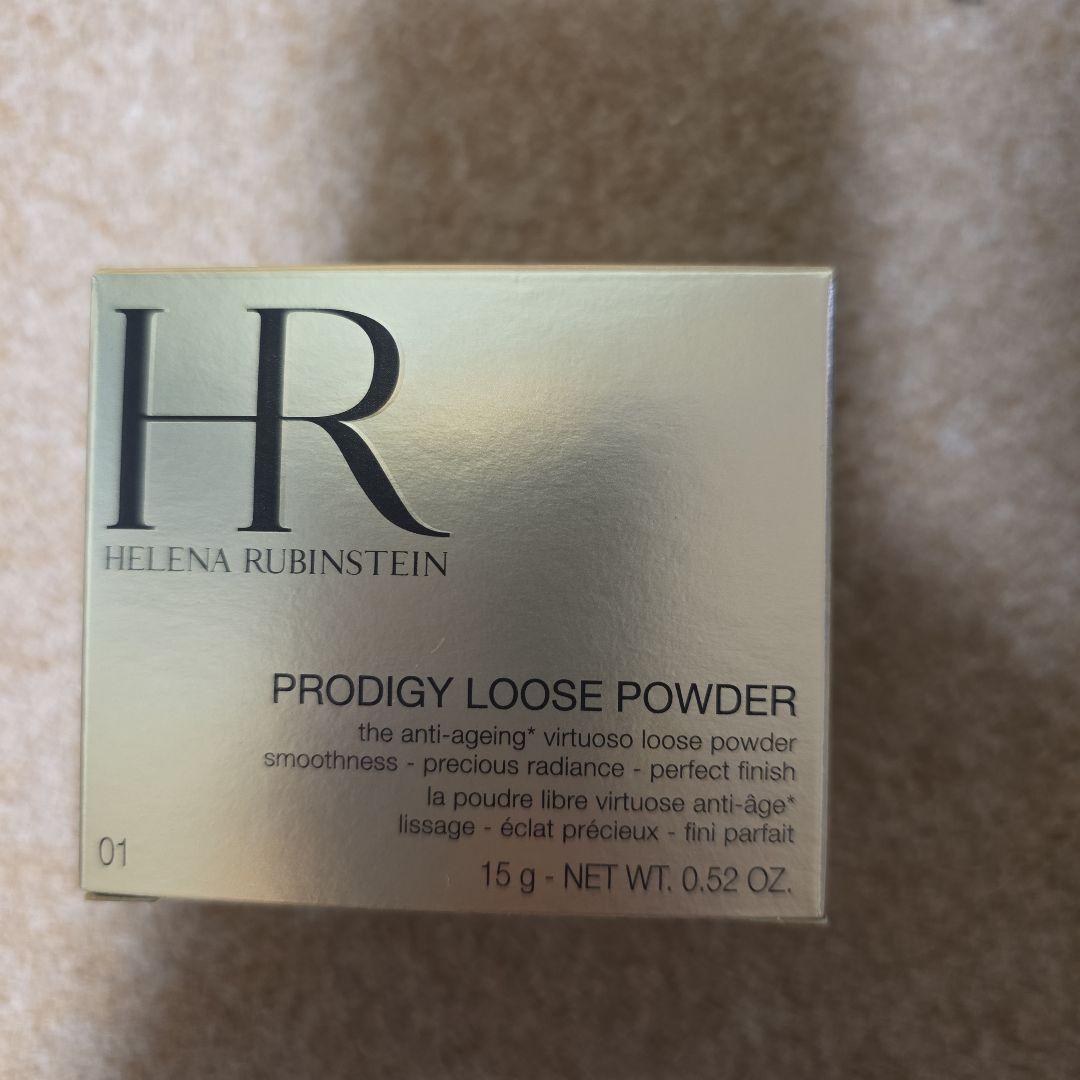 HR
HELENA RUBINSTEIN
PRODIGY LOOSE POWDER
the anti-ageing* virtuoso loose powder
smoothness - precious radiance - perfect finish
la poudre libre virtuose anti-âge*
lissage - éclat précieux - fini parfait
01
15 g - NET WT. 0.52 OZ.